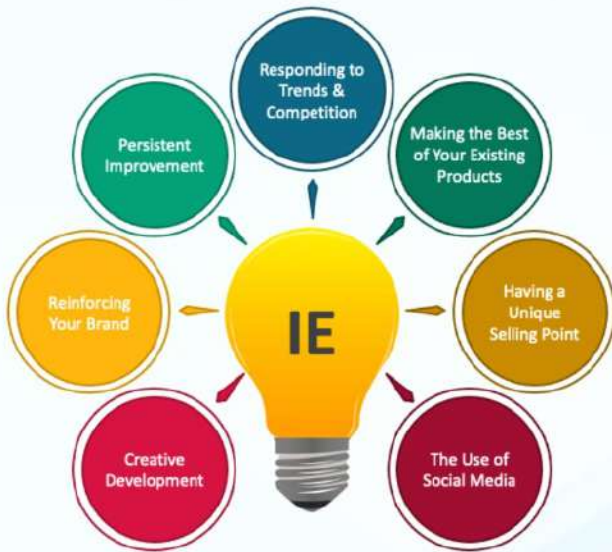 Responding to
Trends &
Competition
Persistent
Improvement
Making the Best
of Your Existing
Products
Reinforcing
Your Brand
IE
Having a
Unique
Selling Point
Creative
Development
The Use of
Social Media